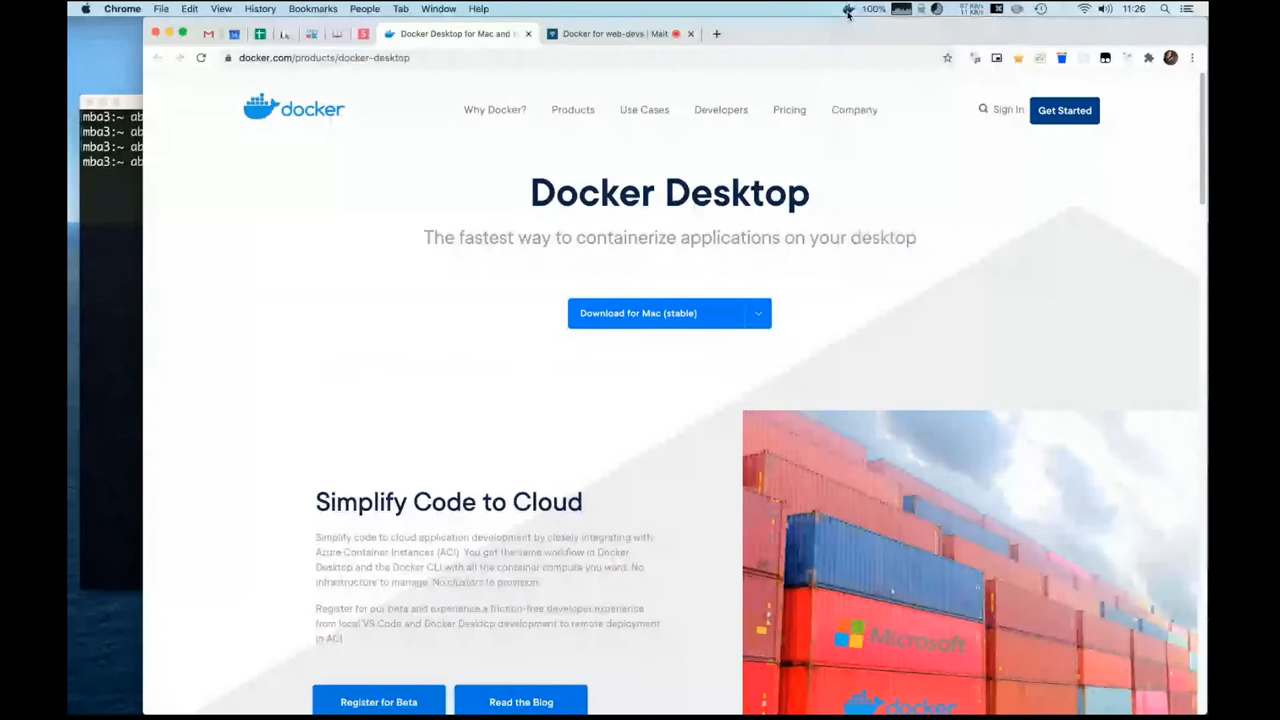 Chrome File Edit View History Bookmarks People Tab Window Help 100% 11:26
Docker Desktop for Mac and Docker for web-devs | Mait
docker.com/products/docker-desktop
mba3:~ ab
mba3:~ ab
mba3:~ ab
mba3:~ ab
docker Why Docker? Products Use Cases Developers Pricing Company Sign In Get Started
Docker Desktop
The fastest way to containerize applications on your desktop
Download for Mac (stable)
Simplify Code to Cloud
Simplify code to cloud application development by closely integrating with
Azure Container Instances (ACI). You get the same workflow in Docker
Desktop and the Docker CLI with all the container compute you want. No
infrastructure to manage. No clusters to provision.
Register for our beta and experience a friction-free developer experience
from local VS Code and Docker Desktop development to remote deployment
in ACI.
Microsoft
docker
Register for Beta Read the Blog